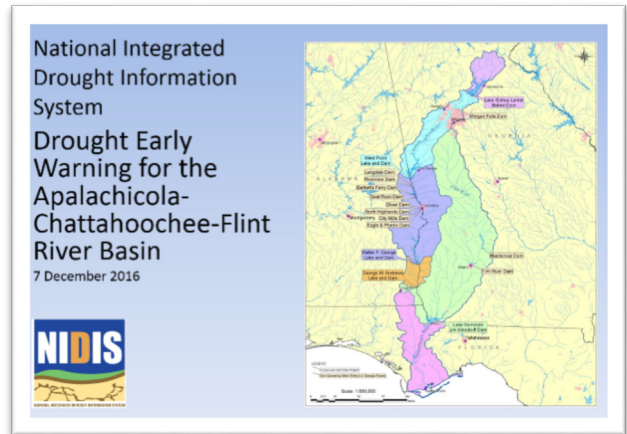 National Integrated
Drought Information
System
Drought Early
Warning for the
Apalachicola-
Chattahoochee-Flint
River Basin
7 December 2016
NIDIS
NATIONAL INTEGRATED DROUGHT INFORMATION SYSTEM
Lake Sidney Lanier
Buford Dam
Morgan Falls Dam
GEORGIA
ALABAMA
West Point
Lake and Dam
Langdale Dam
Riverview Dam
Bartletts Ferry Dam
Goat Rock Dam
Oliver Dam
North Highlands Dam
City Mills Dam
Eagle & Phenix Dam
Montgomery
Walter F. George
Lake and Dam
George W. Andrews
Lake and Dam
Flint River Dam
Lake Seminole
Jim Woodruff Dam
Tallahassee
FLORIDA